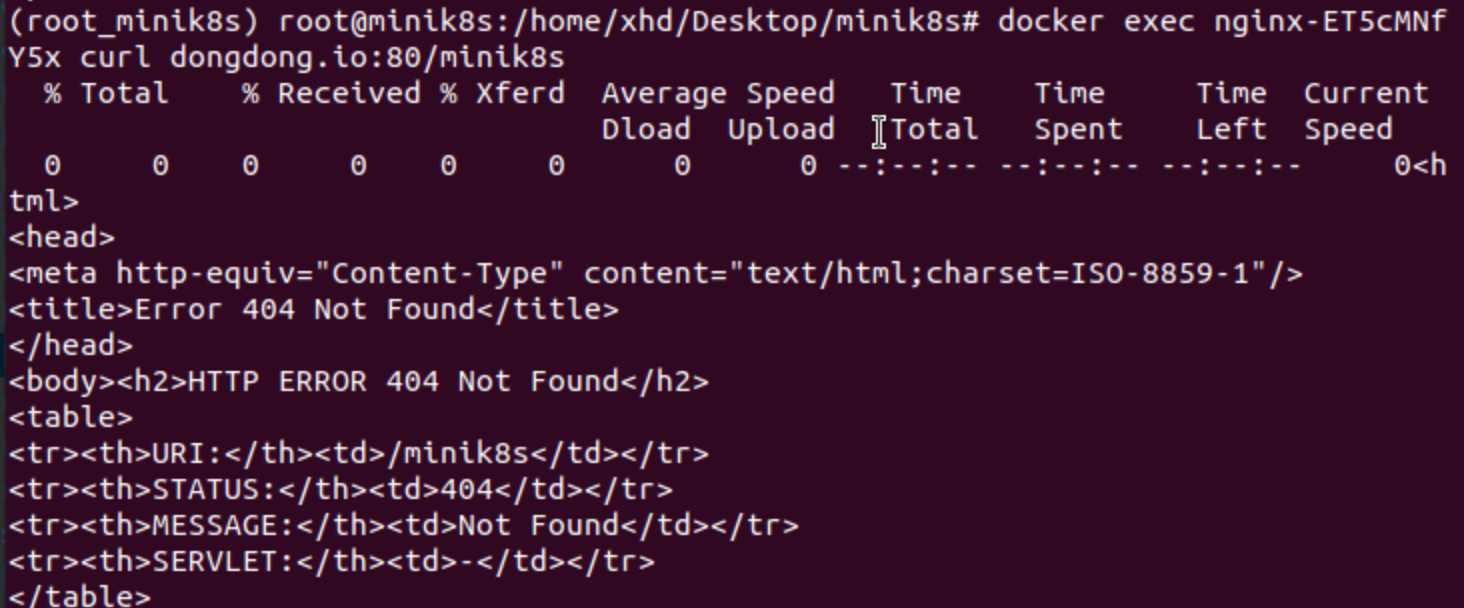 (root_minik8s) root@minik8s:/home/xhd/Desktop/minik8s# docker exec nginx-ET5cMNf
Y5x curl dongdong.io:80/minik8s
  % Total    % Received % Xferd  Average Speed   Time    Time     Time  Current
                                 Dload  Upload   Total   Spent    Left  Speed
  0     0    0     0    0     0      0      0 --:--:-- --:--:-- --:--:--     0<h
tml>
<head>
<meta http-equiv="Content-Type" content="text/html;charset=ISO-8859-1"/>
<title>Error 404 Not Found</title>
</head>
<body><h2>HTTP ERROR 404 Not Found</h2>
<table>
<tr><th>URI:</th><td>/minik8s</td></tr>
<tr><th>STATUS:</th><td>404</td></tr>
<tr><th>MESSAGE:</th><td>Not Found</td></tr>
<tr><th>SERVLET:</th><td>-</td></tr>
</table>